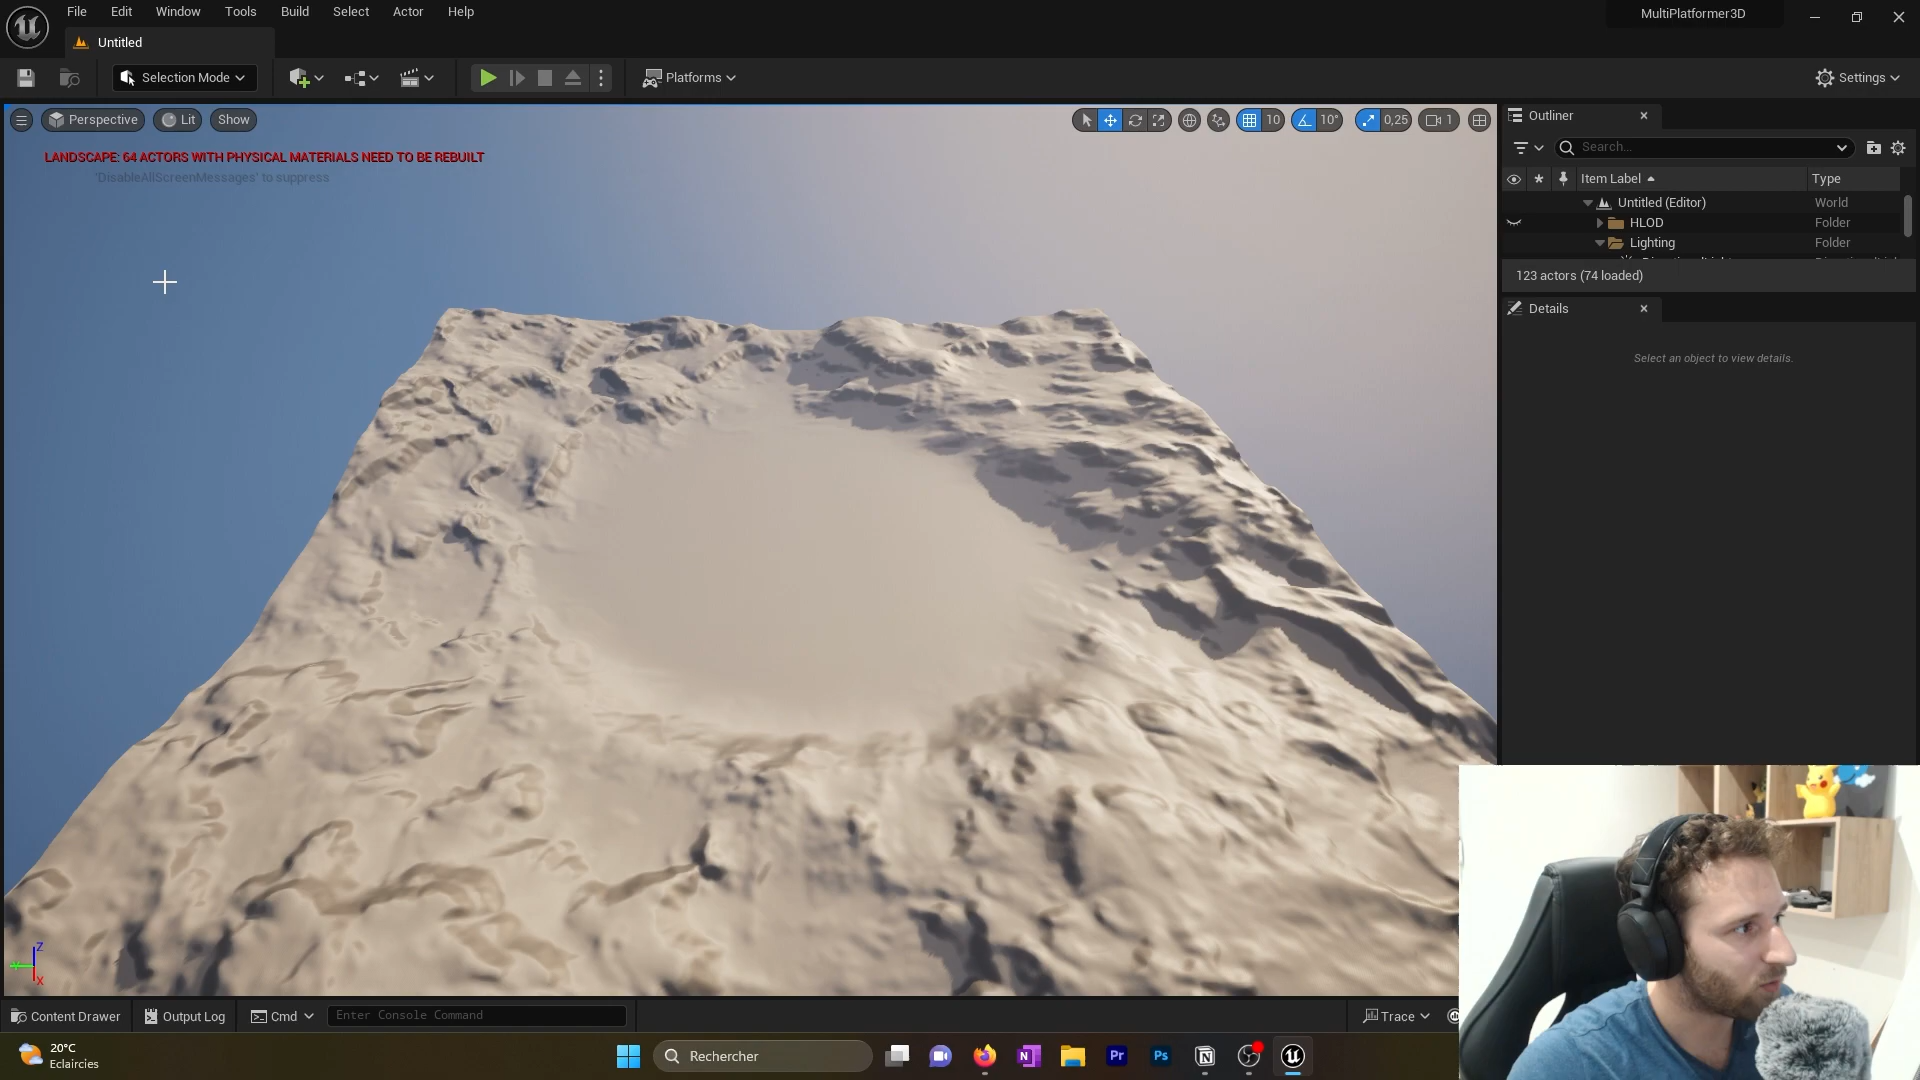 File Edit Window Tools Build Select Actor Help
MultiPlatformer3D
Untitled
Selection Mode
Platforms
Settings
Perspective Lit Show
10 10° 0,25 1
LANDSCAPE: 64 ACTORS WITH PHYSICAL MATERIALS NEED TO BE REBUILT
'DisableAllScreenMessages' to suppress
Outliner
Search...
Item Label Type
Untitled (Editor) World
HLOD Folder
Lighting Folder
123 actors (74 loaded)
Details
Select an object to view details.
Z
X
Content Drawer Output Log Cmd Enter Console Command Trace
20°C
Eclaircies
Rechercher
N Pr Ps